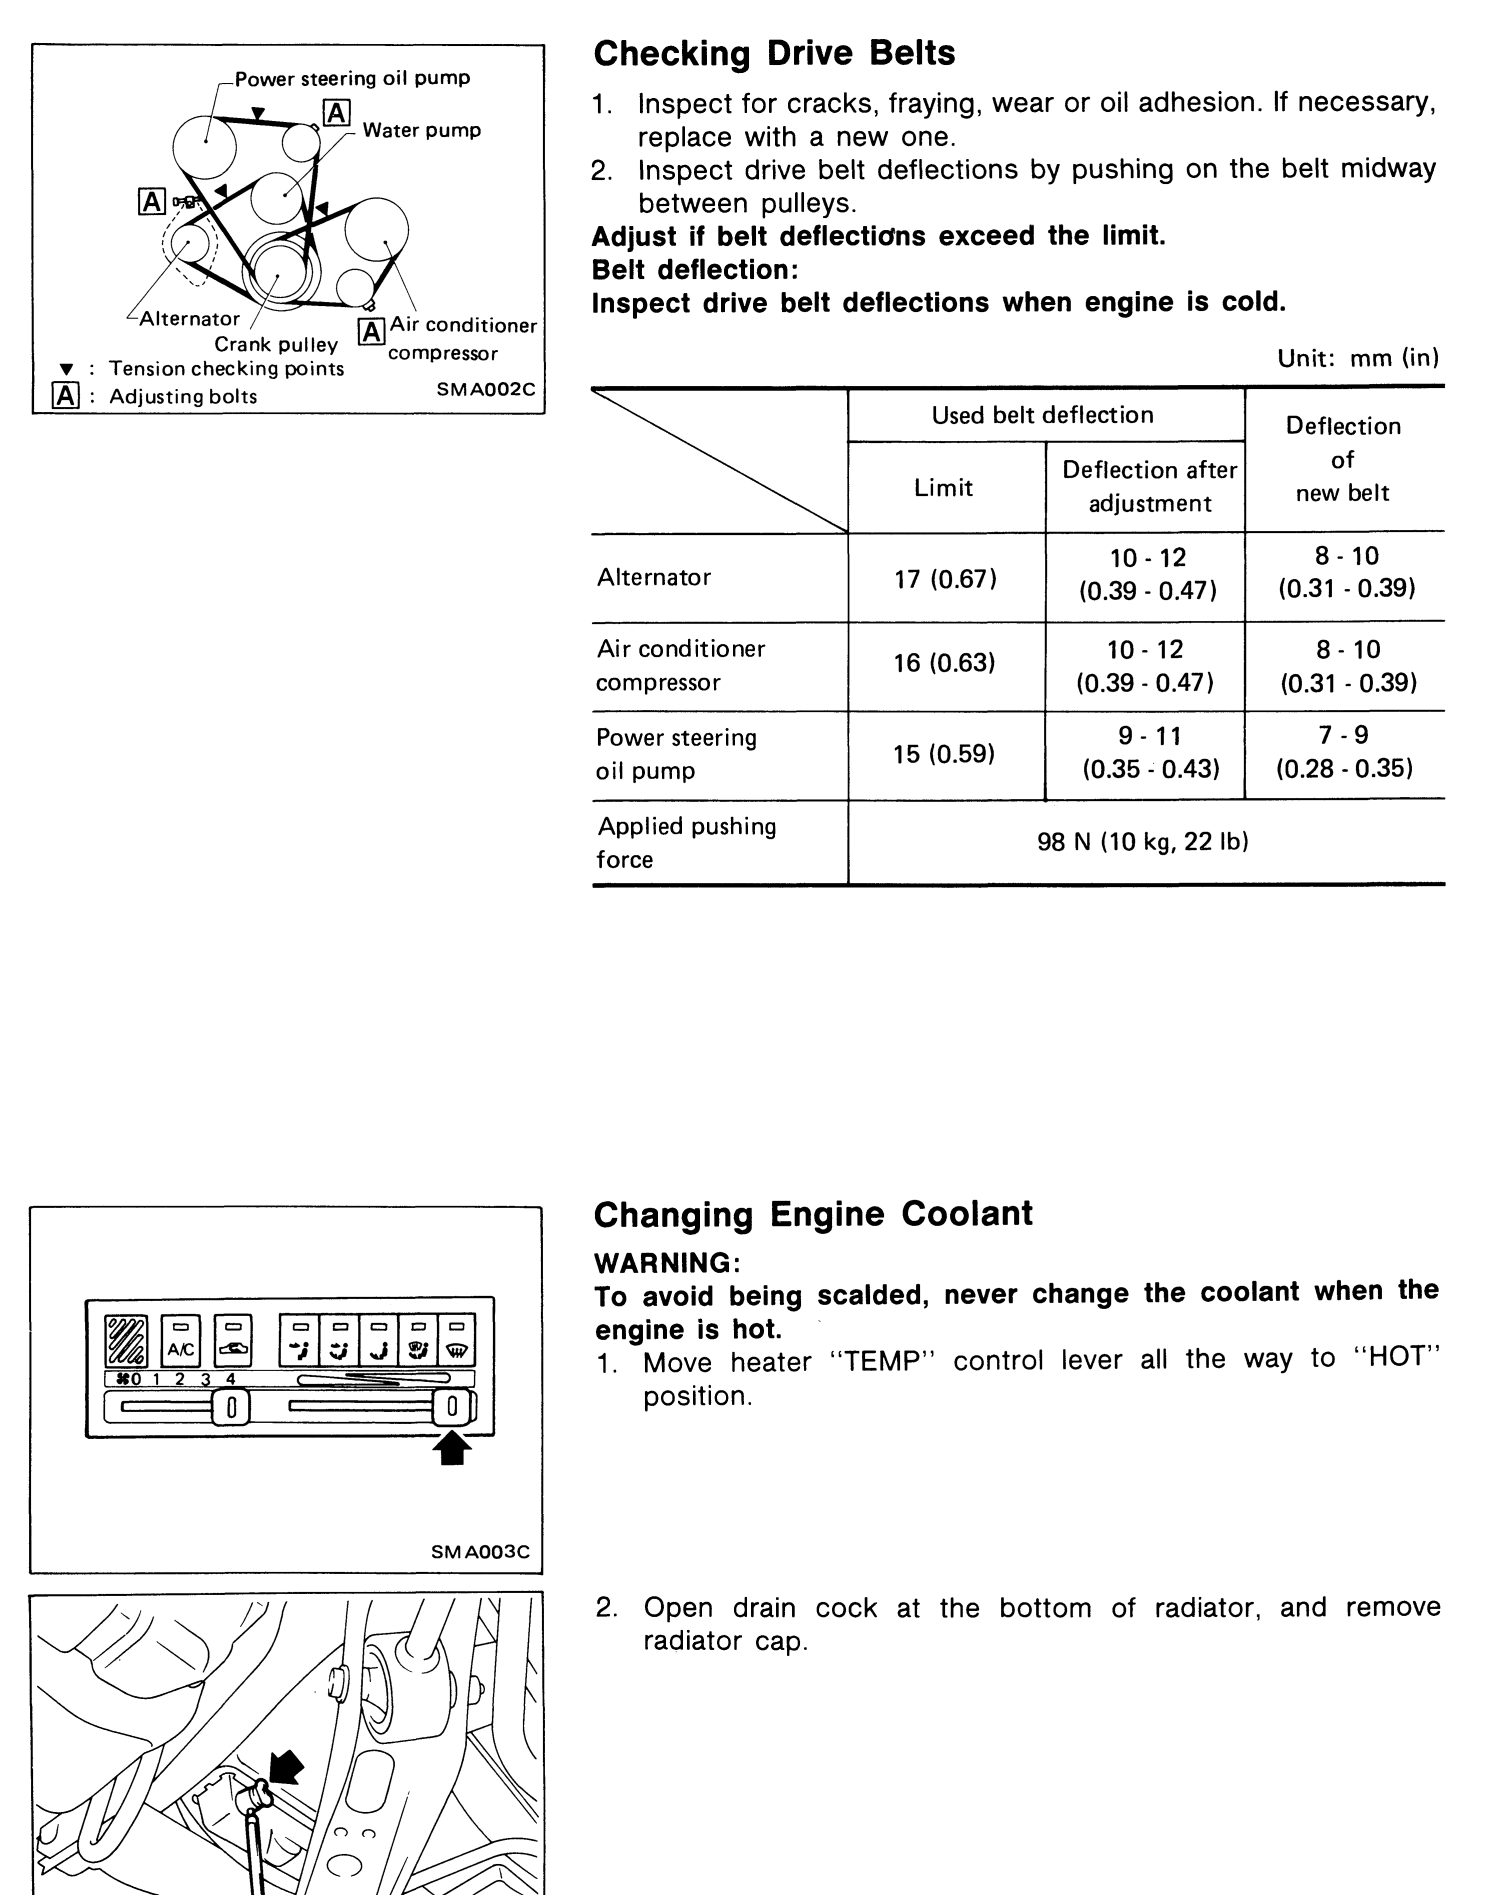 Power steering oil pump
A
Water pump
A
Alternator
Crank pulley
A Air conditioner
compressor
▼ : Tension checking points
A : Adjusting bolts
SMA002C
Checking Drive Belts
1. Inspect for cracks, fraying, wear or oil adhesion. If necessary,
replace with a new one.
2. Inspect drive belt deflections by pushing on the belt midway
between pulleys.
Adjust if belt deflections exceed the limit.
Belt deflection:
Inspect drive belt deflections when engine is cold.
Unit: mm (in)
Used belt deflection
Deflection
of
new belt
Limit
Deflection after
adjustment
Alternator
17 (0.67)
10 - 12
(0.39 - 0.47)
8 - 10
(0.31 - 0.39)
Air conditioner
compressor
16 (0.63)
10 - 12
(0.39 - 0.47)
8 - 10
(0.31 - 0.39)
Power steering
oil pump
15 (0.59)
9 - 11
(0.35 - 0.43)
7 - 9
(0.28 - 0.35)
Applied pushing
force
98 N (10 kg, 22 lb)
A/C
0 1 2 3 4
SMA003C
Changing Engine Coolant
WARNING:
To avoid being scalded, never change the coolant when the
engine is hot.
1. Move heater "TEMP" control lever all the way to "HOT"
position.
2. Open drain cock at the bottom of radiator, and remove
radiator cap.